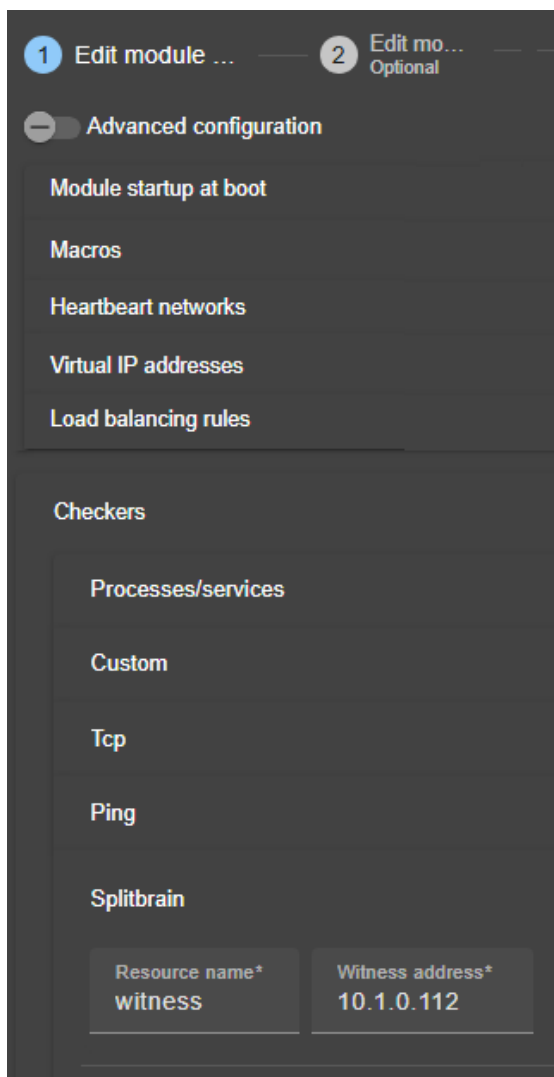 1 Edit module ...
2 Edit mo...
Optional
Advanced configuration
Module startup at boot
Macros
Heartbeart networks
Virtual IP addresses
Load balancing rules
Checkers
Processes/services
Custom
Tcp
Ping
Splitbrain
Resource name* Witness address*
witness 10.1.0.112